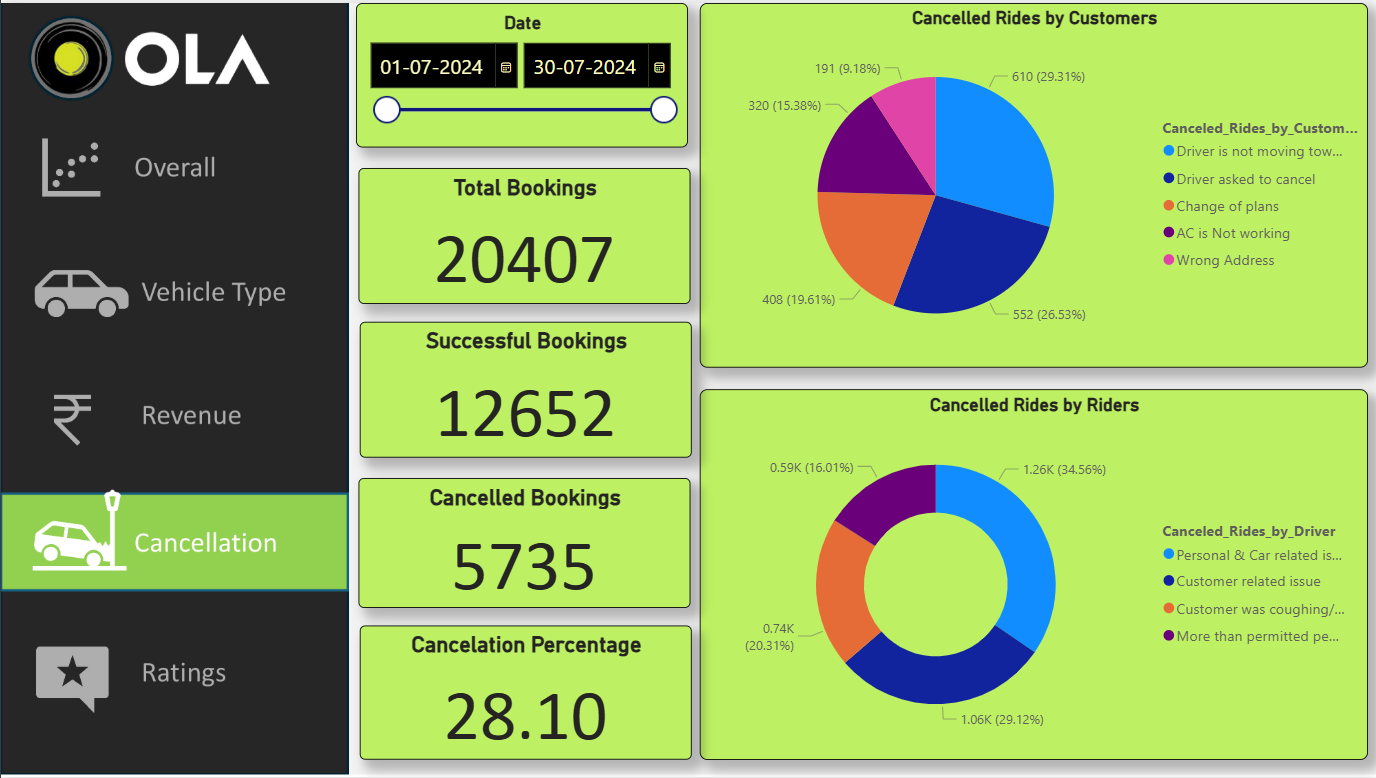 OLA
Overall
Vehicle Type
Revenue
Cancellation
Ratings
Date
01-07-2024
30-07-2024
Total Bookings
20407
Successful Bookings
12652
Cancelled Bookings
5735
Cancelation Percentage
28.10
Cancelled Rides by Customers
191 (9.18%)
610 (29.31%)
320 (15.38%)
408 (19.61%)
552 (26.53%)
Canceled_Rides_by_Custom...
Driver is not moving tow...
Driver asked to cancel
Change of plans
AC is Not working
Wrong Address
Cancelled Rides by Riders
0.59K (16.01%)
1.26K (34.56%)
0.74K
(20.31%)
1.06K (29.12%)
Canceled_Rides_by_Driver
Personal & Car related is...
Customer related issue
Customer was coughing/...
More than permitted pe...